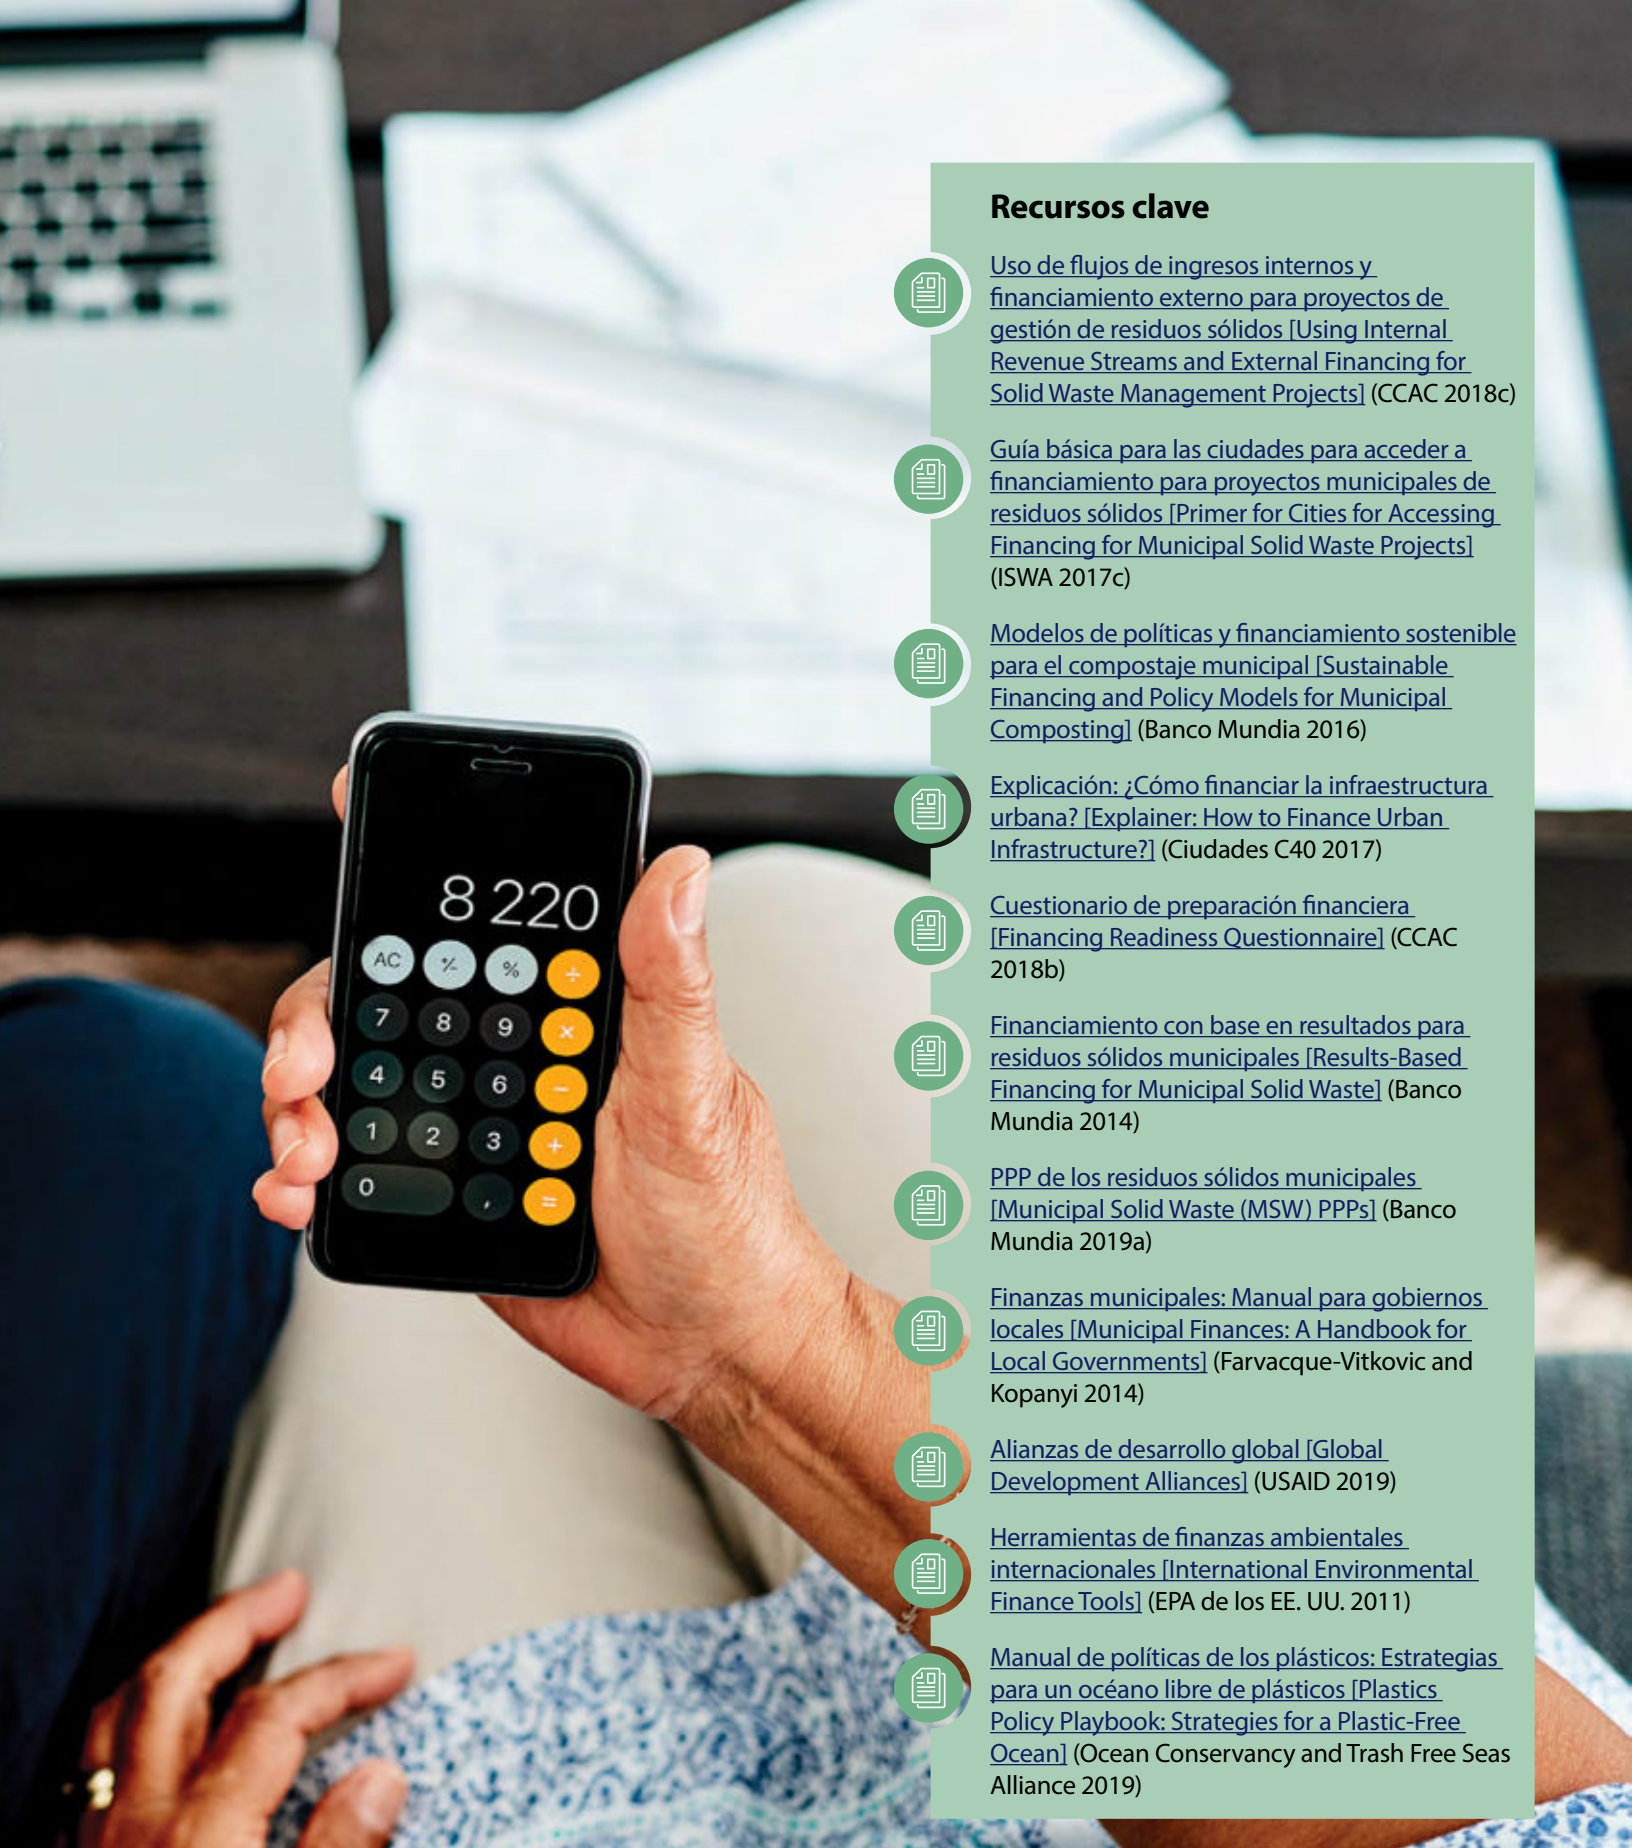 Recursos clave
Uso de flujos de ingresos internos y
financiamiento externo para proyectos de
gestión de residuos sólidos [Using Internal
Revenue Streams and External Financing for
Solid Waste Management Projects] (CCAC 2018c)
Guía básica para las ciudades para acceder a
financiamiento para proyectos municipales de
residuos sólidos [Primer for Cities for Accessing
Financing for Municipal Solid Waste Projects]
(ISWA 2017c)
Modelos de políticas y financiamiento sostenible
para el compostaje municipal [Sustainable
Financing and Policy Models for Municipal
Composting] (Banco Mundia 2016)
Explicación: ¿Cómo financiar la infraestructura
urbana? [Explainer: How to Finance Urban
Infrastructure?] (Ciudades C40 2017)
Cuestionario de preparación financiera
[Financing Readiness Questionnaire] (CCAC
2018b)
Financiamiento con base en resultados para
residuos sólidos municipales [Results-Based
Financing for Municipal Solid Waste] (Banco
Mundia 2014)
PPP de los residuos sólidos municipales
[Municipal Solid Waste (MSW) PPPs] (Banco
Mundia 2019a)
Finanzas municipales: Manual para gobiernos
locales [Municipal Finances: A Handbook for
Local Governments] (Farvacque-Vitkovic and
Kopanyi 2014)
Alianzas de desarrollo global [Global
Development Alliances] (USAID 2019)
Herramientas de finanzas ambientales
internacionales [International Environmental
Finance Tools] (EPA de los EE. UU. 2011)
Manual de políticas de los plásticos: Estrategias
para un océano libre de plásticos [Plastics
Policy Playbook: Strategies for a Plastic-Free
Ocean] (Ocean Conservancy and Trash Free Seas
Alliance 2019)
8 220
AC +/- % ÷
7 8 9 ×
4 5 6 −
1 2 3 +
0 , =